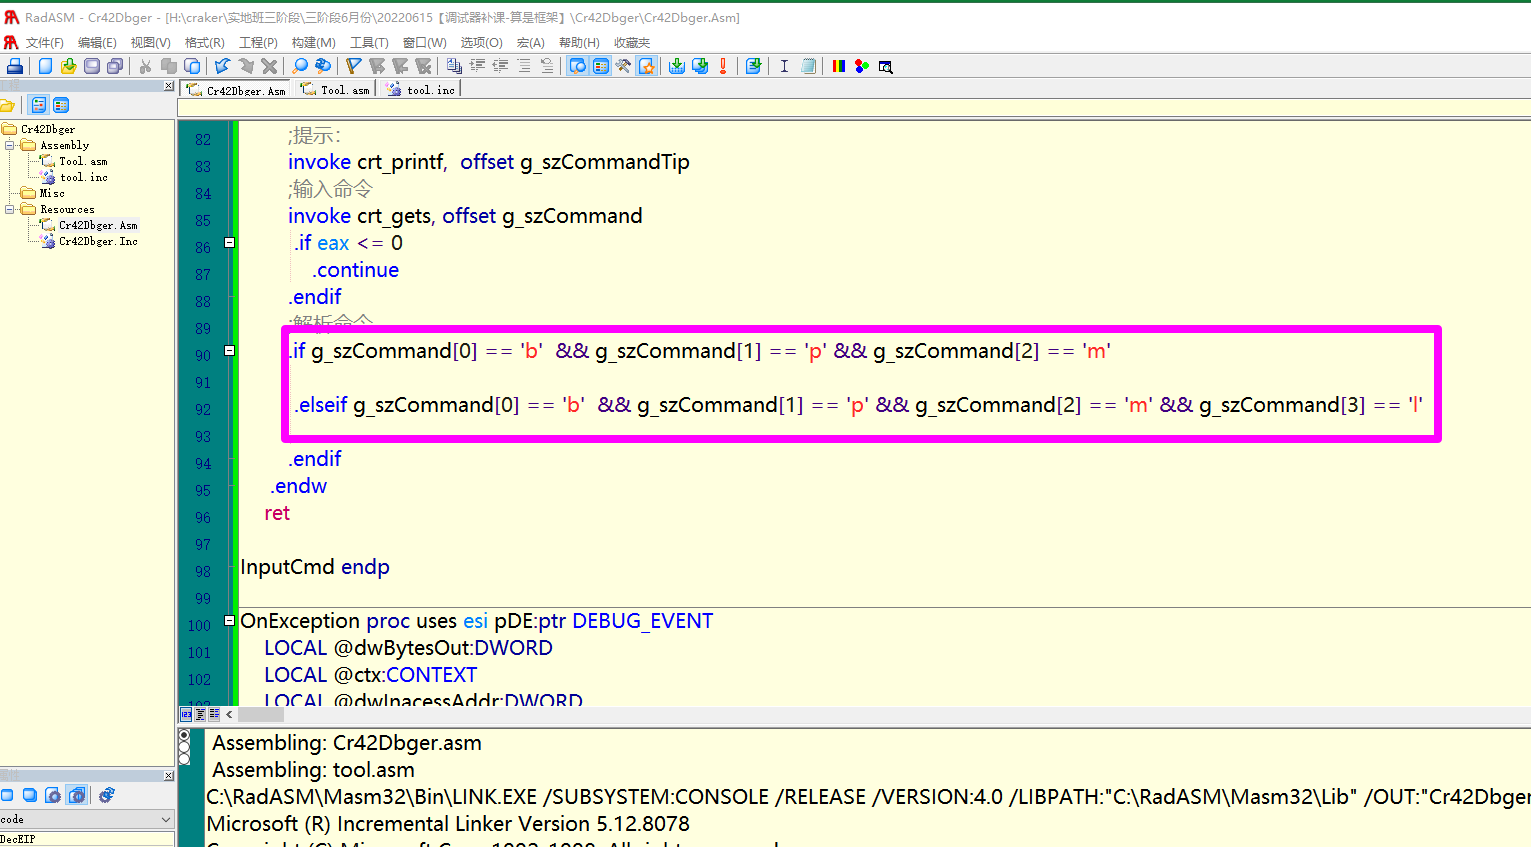 RadASM - Cr42Dbger - [H:\craker\实地班三阶段\三阶段6月份\20220615【调试器补课-算是框架】\Cr42Dbger\Cr42Dbger.Asm]
文件(F) 编辑(E) 视图(V) 格式(R) 工程(P) 构建(M) 工具(T) 窗口(W) 选项(O) 宏(A) 帮助(H) 收藏夹
Cr42Dbger.Asm Tool.asm tool.inc
Cr42Dbger
Assembly
Tool.asm
tool.inc
Misc
Resources
Cr42Dbger.Asm
Cr42Dbger.Inc
82 ;提示:
83 invoke crt_printf, offset g_szCommandTip
84 ;输入命令
85 invoke crt_gets, offset g_szCommand
86 .if eax <= 0
87 .continue
88 .endif
89 ;解析命令
90 .if g_szCommand[0] == 'b' && g_szCommand[1] == 'p' && g_szCommand[2] == 'm'
91
92 .elseif g_szCommand[0] == 'b' && g_szCommand[1] == 'p' && g_szCommand[2] == 'm' && g_szCommand[3] == 'l'
93
94 .endif
95 .endw
96 ret
97
98 InputCmd endp
99
100 OnException proc uses esi pDE:ptr DEBUG_EVENT
101 LOCAL @dwBytesOut:DWORD
102 LOCAL @ctx:CONTEXT
103 LOCAL @dwInacessAddr:DWORD
Assembling: Cr42Dbger.asm
Assembling: tool.asm
C:\RadASM\Masm32\Bin\LINK.EXE /SUBSYSTEM:CONSOLE /RELEASE /VERSION:4.0 /LIBPATH:"C:\RadASM\Masm32\Lib" /OUT:"Cr42Dbger
Microsoft (R) Incremental Linker Version 5.12.8078
code
DecEIP